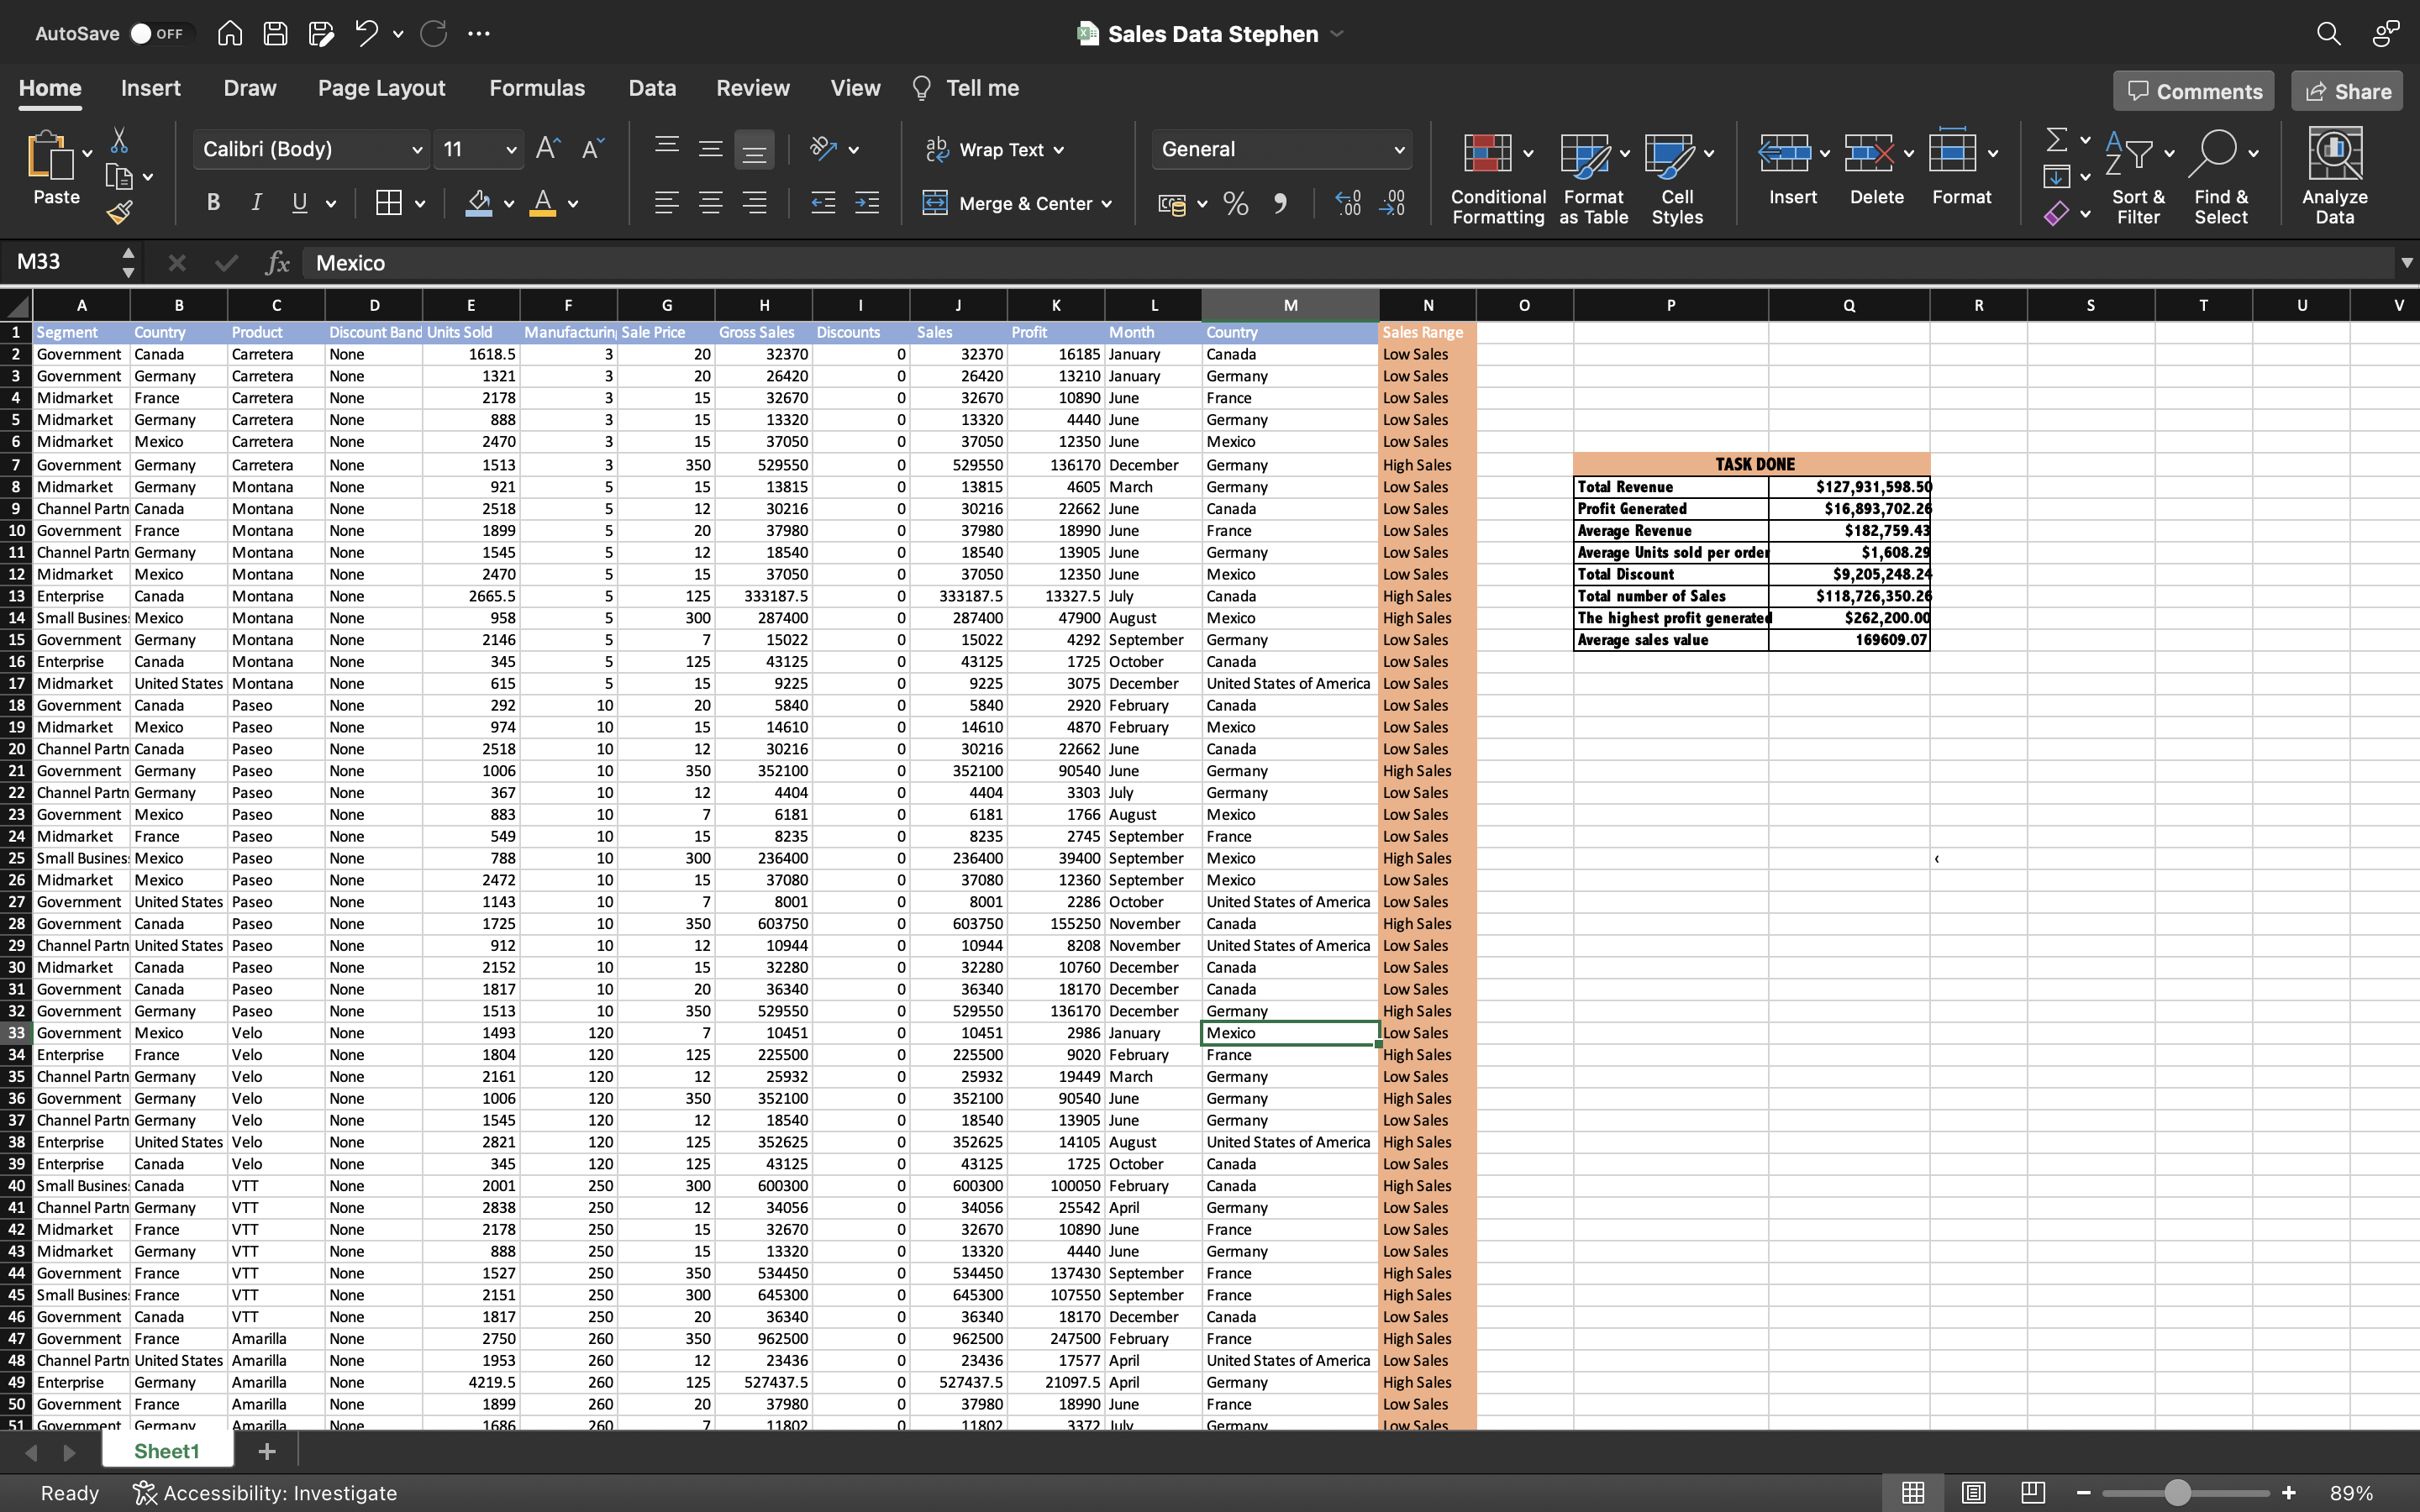 AutoSave OFF Sales Data Stephen
Home Insert Draw Page Layout Formulas Data Review View Tell me Comments Share
Paste Calibri (Body) 11 Wrap Text General Conditional Formatting Format as Table Cell Styles Insert Delete Format Sort & Filter Find & Select Analyze Data
B I U Merge & Center
M33 fx Mexico
A B C D E F G H I J K L M N O P Q R S T U V
1 Segment Country Product Discount Band Units Sold Manufacturin Sale Price Gross Sales Discounts Sales Profit Month Country Sales Range
2 Government Canada Carretera None 1618.5 3 20 32370 0 32370 16185 January Canada Low Sales
3 Government Germany Carretera None 1321 3 20 26420 0 26420 13210 January Germany Low Sales
4 Midmarket France Carretera None 2178 3 15 32670 0 32670 10890 June France Low Sales
5 Midmarket Germany Carretera None 888 3 15 13320 0 13320 4440 June Germany Low Sales
6 Midmarket Mexico Carretera None 2470 3 15 37050 0 37050 12350 June Mexico Low Sales
7 Government Germany Carretera None 1513 3 350 529550 0 529550 136170 December Germany High Sales TASK DONE
8 Midmarket Germany Montana None 921 5 15 13815 0 13815 4605 March Germany Low Sales Total Revenue $127,931,598.50
9 Channel Partn Canada Montana None 2518 5 12 30216 0 30216 22662 June Canada Low Sales Profit Generated $16,893,702.26
10 Government France Montana None 1899 5 20 37980 0 37980 18990 June France Low Sales Average Revenue $182,759.43
11 Channel Partn Germany Montana None 1545 5 12 18540 0 18540 13905 June Germany Low Sales Average Units sold per order $1,608.29
12 Midmarket Mexico Montana None 2470 5 15 37050 0 37050 12350 June Mexico Low Sales Total Discount $9,205,248.24
13 Enterprise Canada Montana None 2665.5 5 125 333187.5 0 333187.5 13327.5 July Canada High Sales Total number of Sales $118,726,350.26
14 Small Busines Mexico Montana None 958 5 300 287400 0 287400 47900 August Mexico High Sales The highest profit generated $262,200.00
15 Government Germany Montana None 2146 5 7 15022 0 15022 4292 September Germany Low Sales Average sales value 169609.07
16 Enterprise Canada Montana None 345 5 125 43125 0 43125 1725 October Canada Low Sales
17 Midmarket United States Montana None 615 5 15 9225 0 9225 3075 December United States of America Low Sales
18 Government Canada Paseo None 292 10 20 5840 0 5840 2920 February Canada Low Sales
19 Midmarket Mexico Paseo None 974 10 15 14610 0 14610 4870 February Mexico Low Sales
20 Channel Partn Canada Paseo None 2518 10 12 30216 0 30216 22662 June Canada Low Sales
21 Government Germany Paseo None 1006 10 350 352100 0 352100 90540 June Germany High Sales
22 Channel Partn Germany Paseo None 367 10 12 4404 0 4404 3303 July Germany Low Sales
23 Government Mexico Paseo None 883 10 7 6181 0 6181 1766 August Mexico Low Sales
24 Midmarket France Paseo None 549 10 15 8235 0 8235 2745 September France Low Sales
25 Small Busines Mexico Paseo None 788 10 300 236400 0 236400 39400 September Mexico High Sales ‹
26 Midmarket Mexico Paseo None 2472 10 15 37080 0 37080 12360 September Mexico Low Sales
27 Government United States Paseo None 1143 10 7 8001 0 8001 2286 October United States of America Low Sales
28 Government Canada Paseo None 1725 10 350 603750 0 603750 155250 November Canada High Sales
29 Channel Partn United States Paseo None 912 10 12 10944 0 10944 8208 November United States of America Low Sales
30 Midmarket Canada Paseo None 2152 10 15 32280 0 32280 10760 December Canada Low Sales
31 Government Canada Paseo None 1817 10 20 36340 0 36340 18170 December Canada Low Sales
32 Government Germany Paseo None 1513 10 350 529550 0 529550 136170 December Germany High Sales
33 Government Mexico Velo None 1493 120 7 10451 0 10451 2986 January Mexico Low Sales
34 Enterprise France Velo None 1804 120 125 225500 0 225500 9020 February France High Sales
35 Channel Partn Germany Velo None 2161 120 12 25932 0 25932 19449 March Germany Low Sales
36 Government Germany Velo None 1006 120 350 352100 0 352100 90540 June Germany High Sales
37 Channel Partn Germany Velo None 1545 120 12 18540 0 18540 13905 June Germany Low Sales
38 Enterprise United States Velo None 2821 120 125 352625 0 352625 14105 August United States of America High Sales
39 Enterprise Canada Velo None 345 120 125 43125 0 43125 1725 October Canada Low Sales
40 Small Busines Canada VTT None 2001 250 300 600300 0 600300 100050 February Canada High Sales
41 Channel Partn Germany VTT None 2838 250 12 34056 0 34056 25542 April Germany Low Sales
42 Midmarket France VTT None 2178 250 15 32670 0 32670 10890 June France Low Sales
43 Midmarket Germany VTT None 888 250 15 13320 0 13320 4440 June Germany Low Sales
44 Government France VTT None 1527 250 350 534450 0 534450 137430 September France High Sales
45 Small Busines France VTT None 2151 250 300 645300 0 645300 107550 September France High Sales
46 Government Canada VTT None 1817 250 20 36340 0 36340 18170 December Canada Low Sales
47 Government France Amarilla None 2750 260 350 962500 0 962500 247500 February France High Sales
48 Channel Partn United States Amarilla None 1953 260 12 23436 0 23436 17577 April United States of America Low Sales
49 Enterprise Germany Amarilla None 4219.5 260 125 527437.5 0 527437.5 21097.5 April Germany High Sales
50 Government France Amarilla None 1899 260 20 37980 0 37980 18990 June France Low Sales
51 Government Germany Amarilla None 1686 260 7 11802 0 11802 3372 July Germany Low Sales
Sheet1 +
Ready Accessibility: Investigate 89%